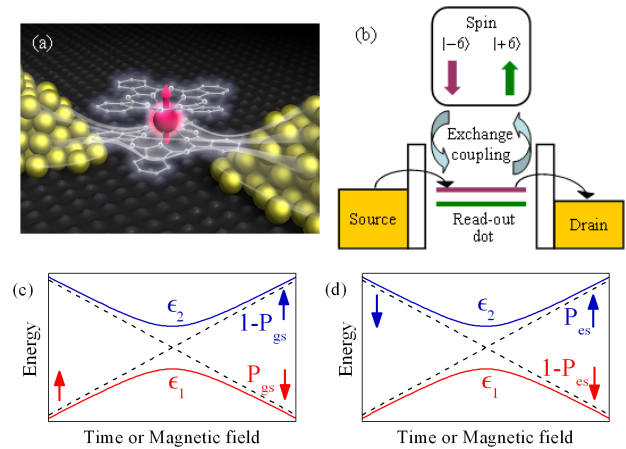 (a)
(b)
Spin
|−6⟩ |+6⟩
Exchange
coupling
Source
Read-out
dot
Drain
(c)
ϵ2
1-Pgs
Pgs
ϵ1
Energy
Time or Magnetic field
(d)
ϵ2
Pes
1-Pes
ϵ1
Energy
Time or Magnetic field